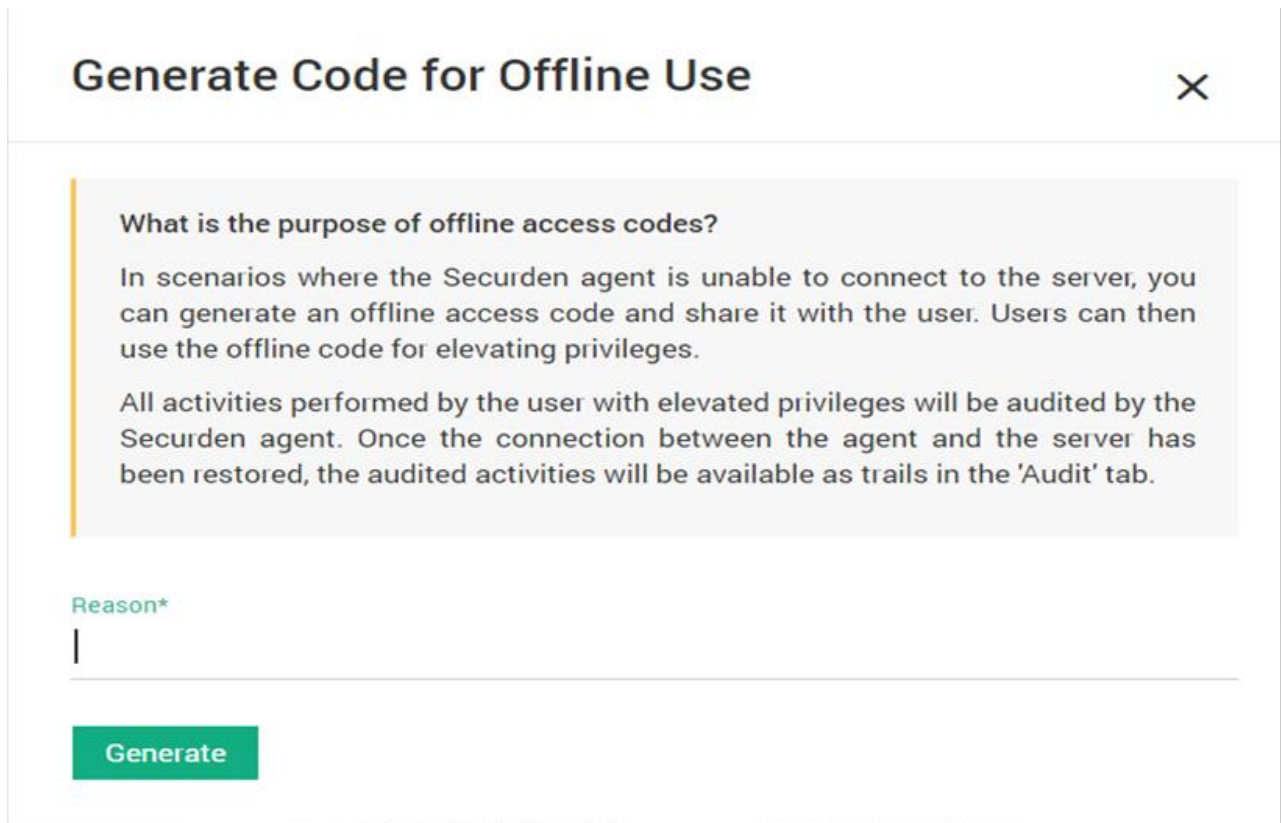 Generate Code for Offline Use
What is the purpose of offline access codes?
In scenarios where the Securden agent is unable to connect to the server, you
can generate an offline access code and share it with the user. Users can then
use the offline code for elevating privileges.
All activities performed by the user with elevated privileges will be audited by the
Securden agent. Once the connection between the agent and the server has
been restored, the audited activities will be available as trails in the 'Audit' tab.
Reason*
Generate